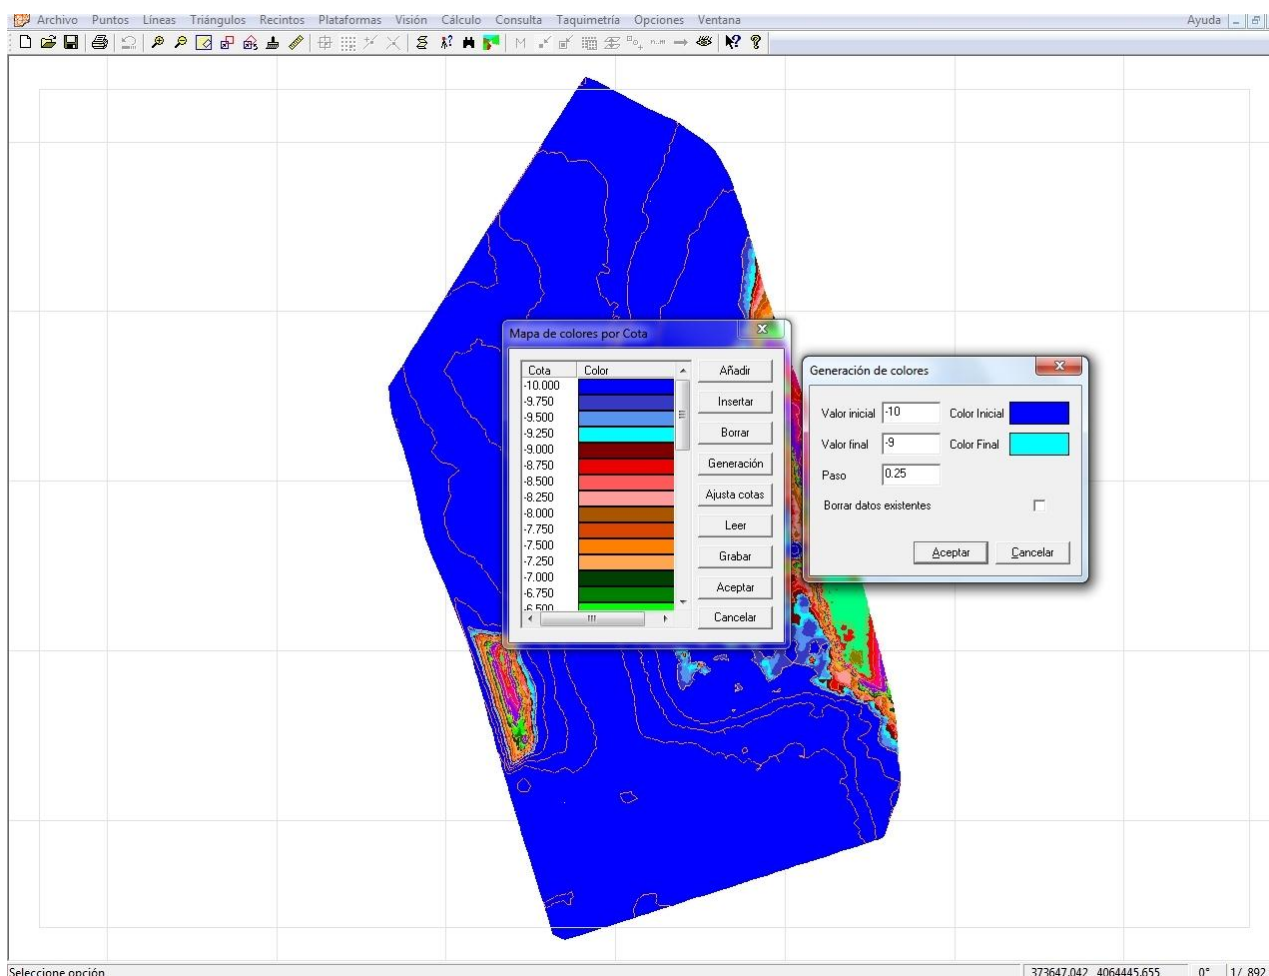 Archivo Puntos Líneas Triángulos Recintos Plataformas Visión Cálculo Consulta Taquimetría Opciones Ventana Ayuda
Mapa de colores por Cota
Cota Color
-10.000
-9.750
-9.500
-9.250
-9.000
-8.750
-8.500
-8.250
-8.000
-7.750
-7.500
-7.250
-7.000
-6.750
-6.500
Añadir
Insertar
Borrar
Generación
Ajusta cotas
Leer
Grabar
Aceptar
Cancelar
Generación de colores
Valor inicial -10 Color Inicial
Valor final -9 Color Final
Paso 0.25
Borrar datos existentes
Aceptar Cancelar
Seleccione opción 373647.042 4064445.655 0° 1/ 892